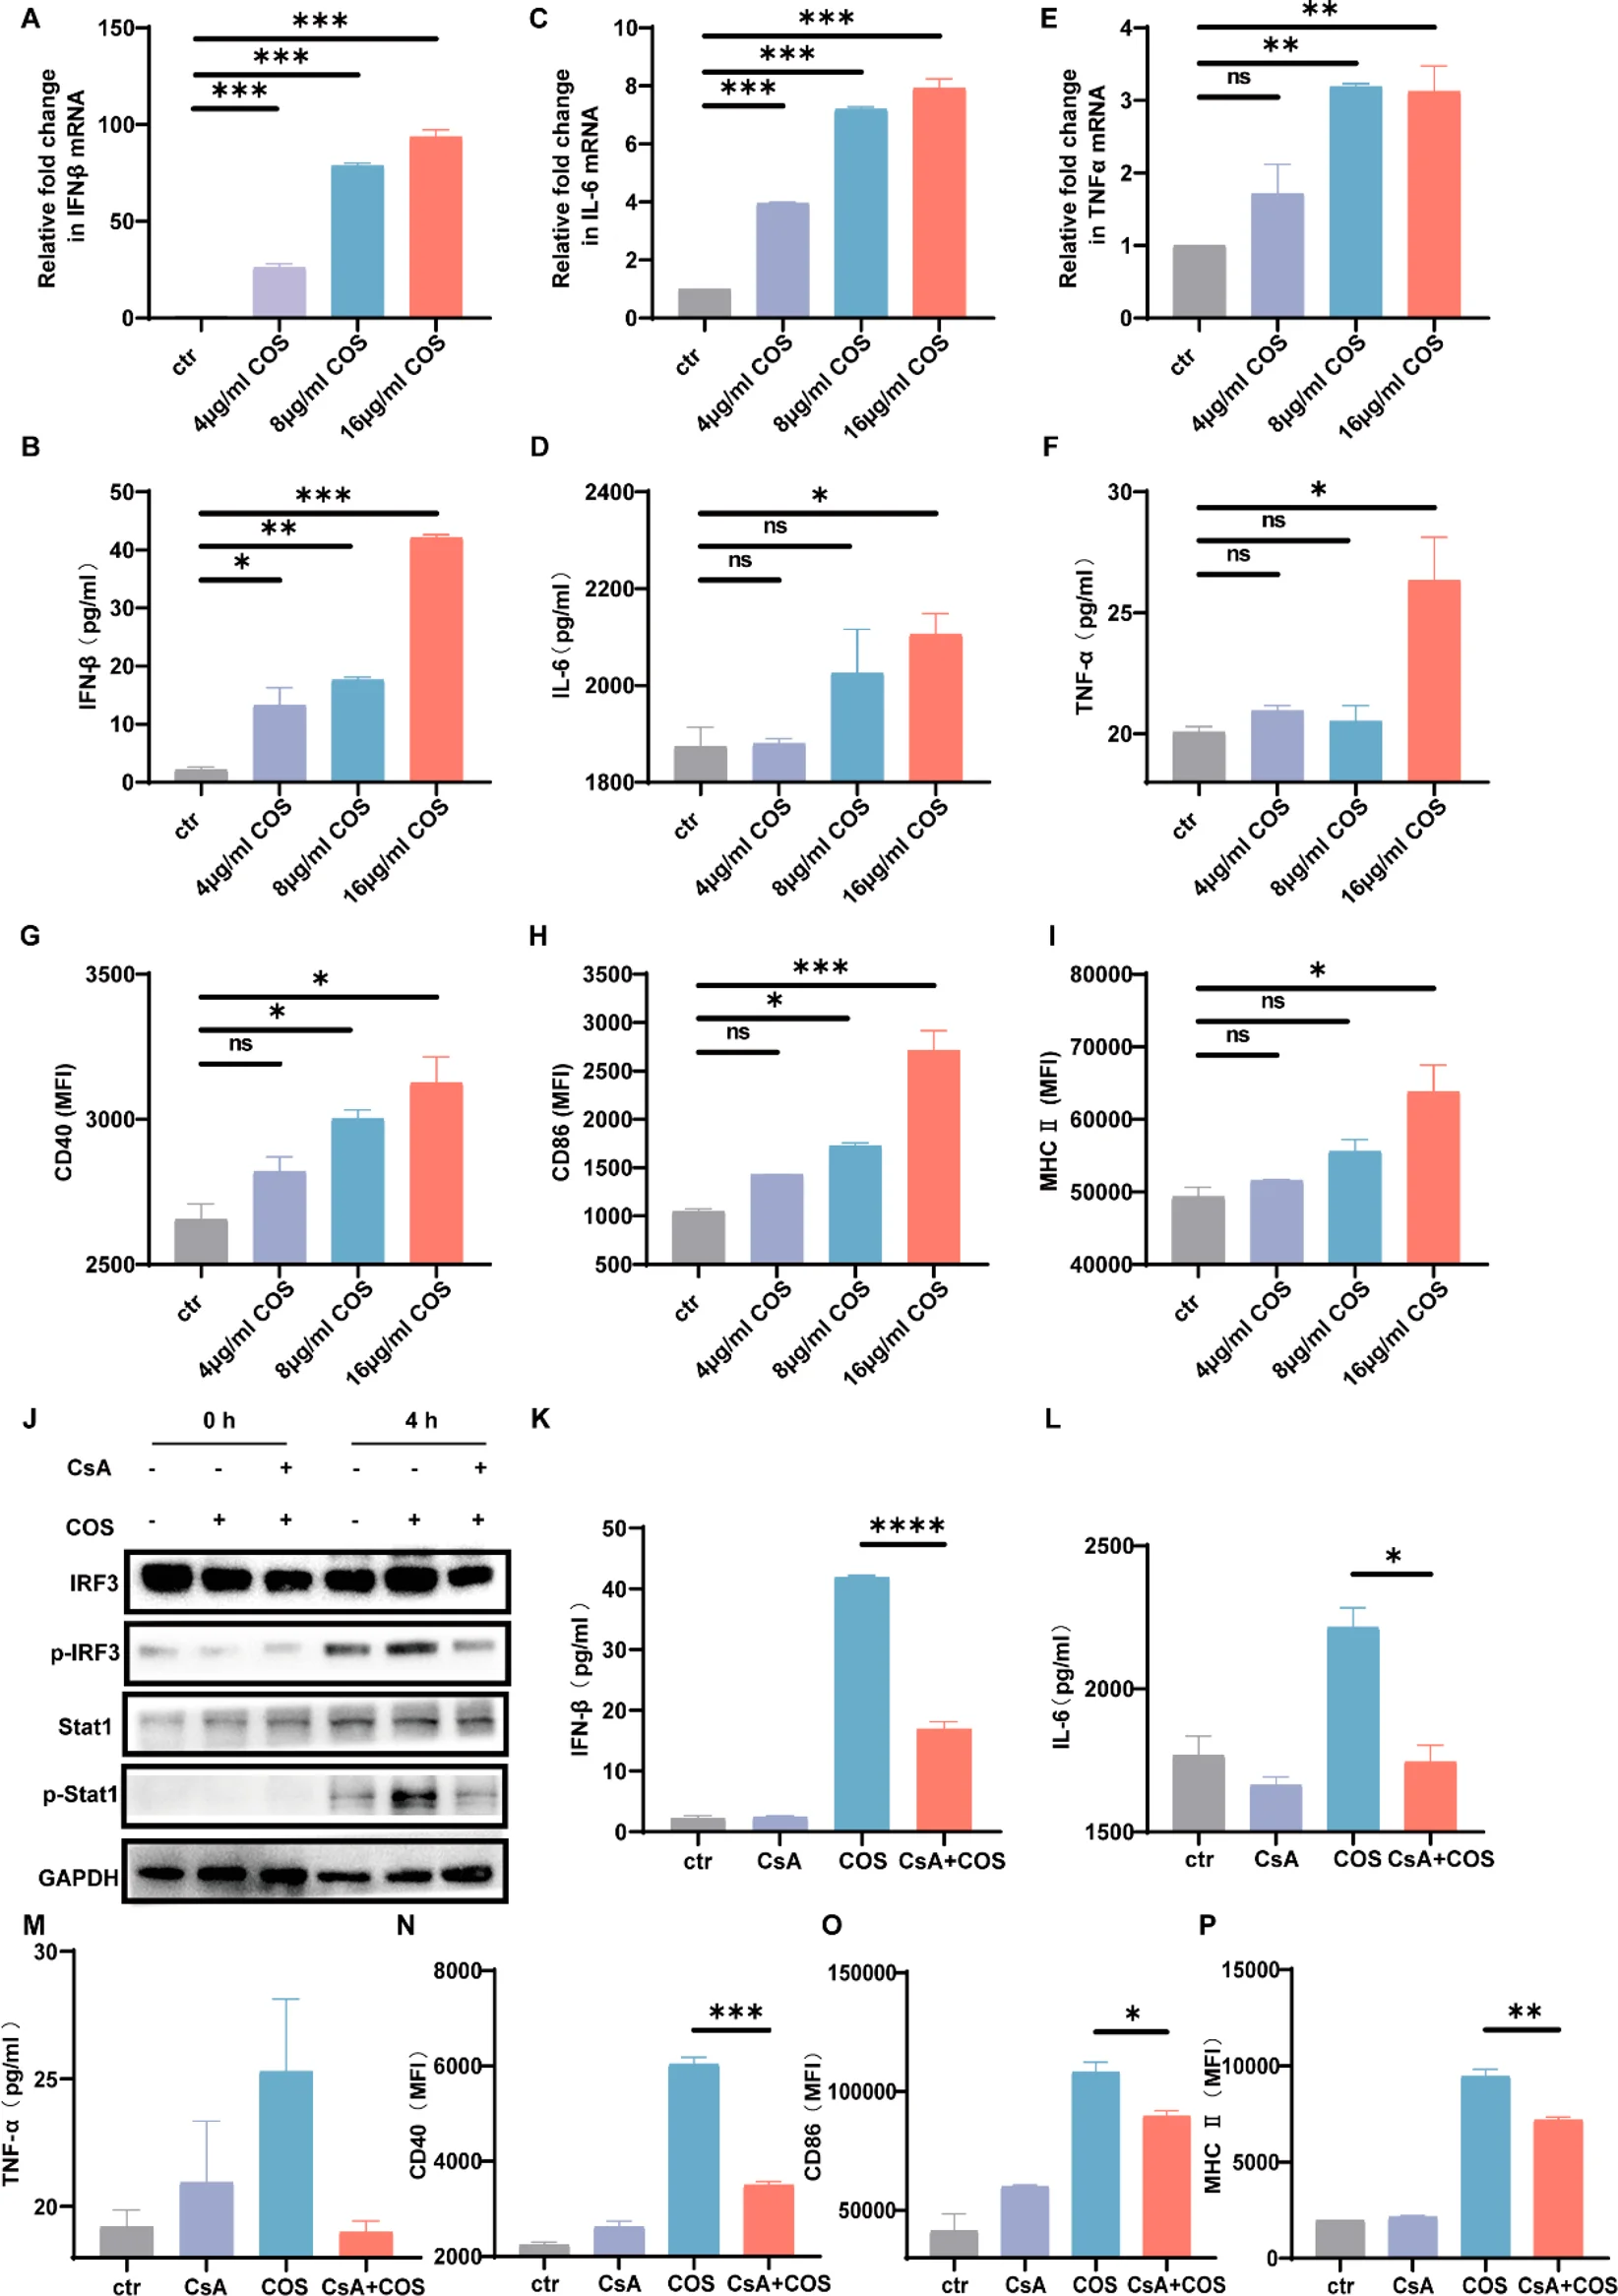 A
Relative fold change
in IFNβ mRNA
150
100
50
0
***
***
***
ctr
4μg/ml COS
8μg/ml COS
16μg/ml COS
C
Relative fold change
in IL-6 mRNA
10
8
6
4
2
0
***
***
***
ctr
4μg/ml COS
8μg/ml COS
16μg/ml COS
E
Relative fold change
in TNFα mRNA
4
3
2
1
0
**
**
ns
ctr
4μg/ml COS
8μg/ml COS
16μg/ml COS
B
IFN-β（pg/ml）
50
40
30
20
10
0
***
**
*
ctr
4μg/ml COS
8μg/ml COS
16μg/ml COS
D
IL-6（pg/ml）
2400
2200
2000
1800
*
ns
ns
ctr
4μg/ml COS
8μg/ml COS
16μg/ml COS
F
TNF-α（pg/ml）
30
25
20
*
ns
ns
ctr
4μg/ml COS
8μg/ml COS
16μg/ml COS
G
CD40 (MFI)
3500
3000
2500
*
*
ns
ctr
4μg/ml COS
8μg/ml COS
16μg/ml COS
H
CD86 (MFI)
3500
3000
2500
2000
1500
1000
500
***
*
ns
ctr
4μg/ml COS
8μg/ml COS
16μg/ml COS
I
MHC Ⅱ (MFI)
80000
70000
60000
50000
40000
*
ns
ns
ctr
4μg/ml COS
8μg/ml COS
16μg/ml COS
J
0 h 4 h
CsA - - + - - +
COS - + + - + +
IRF3
p-IRF3
Stat1
p-Stat1
GAPDH
K
IFN-β（pg/ml）
50
40
30
20
10
0
****
ctr CsA COS CsA+COS
L
IL-6（pg/ml）
2500
2000
1500
*
ctr CsA COS CsA+COS
M
TNF-α（pg/ml）
30
25
20
ctr CsA COS CsA+COS
N
CD40（MFI）
8000
6000
4000
2000
***
ctr CsA COS CsA+COS
O
CD86（MFI）
150000
100000
50000
*
ctr CsA COS CsA+COS
P
MHC Ⅱ（MFI）
15000
10000
5000
0
**
ctr CsA COS CsA+COS